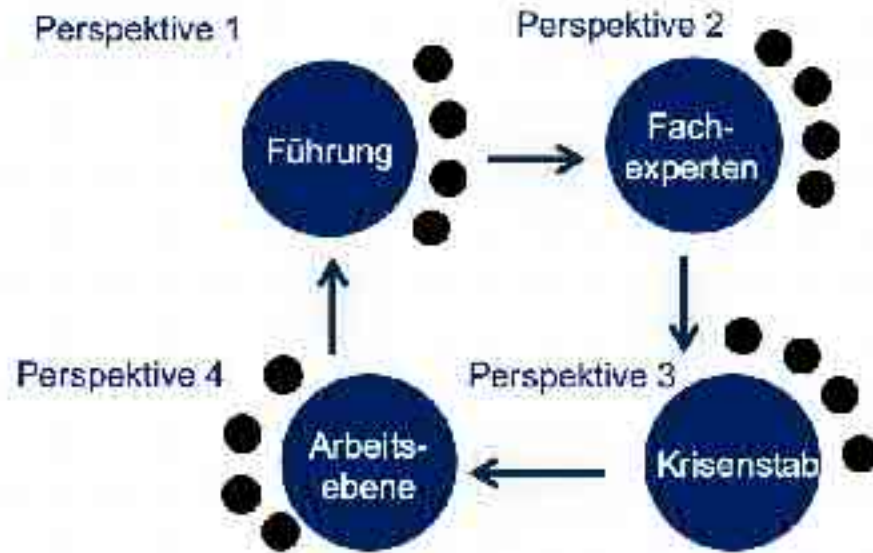 Perspektive 1
Perspektive 2
Führung
Fach-
experten
Perspektive 4
Perspektive 3
Arbeits-
ebene
Krisenstab